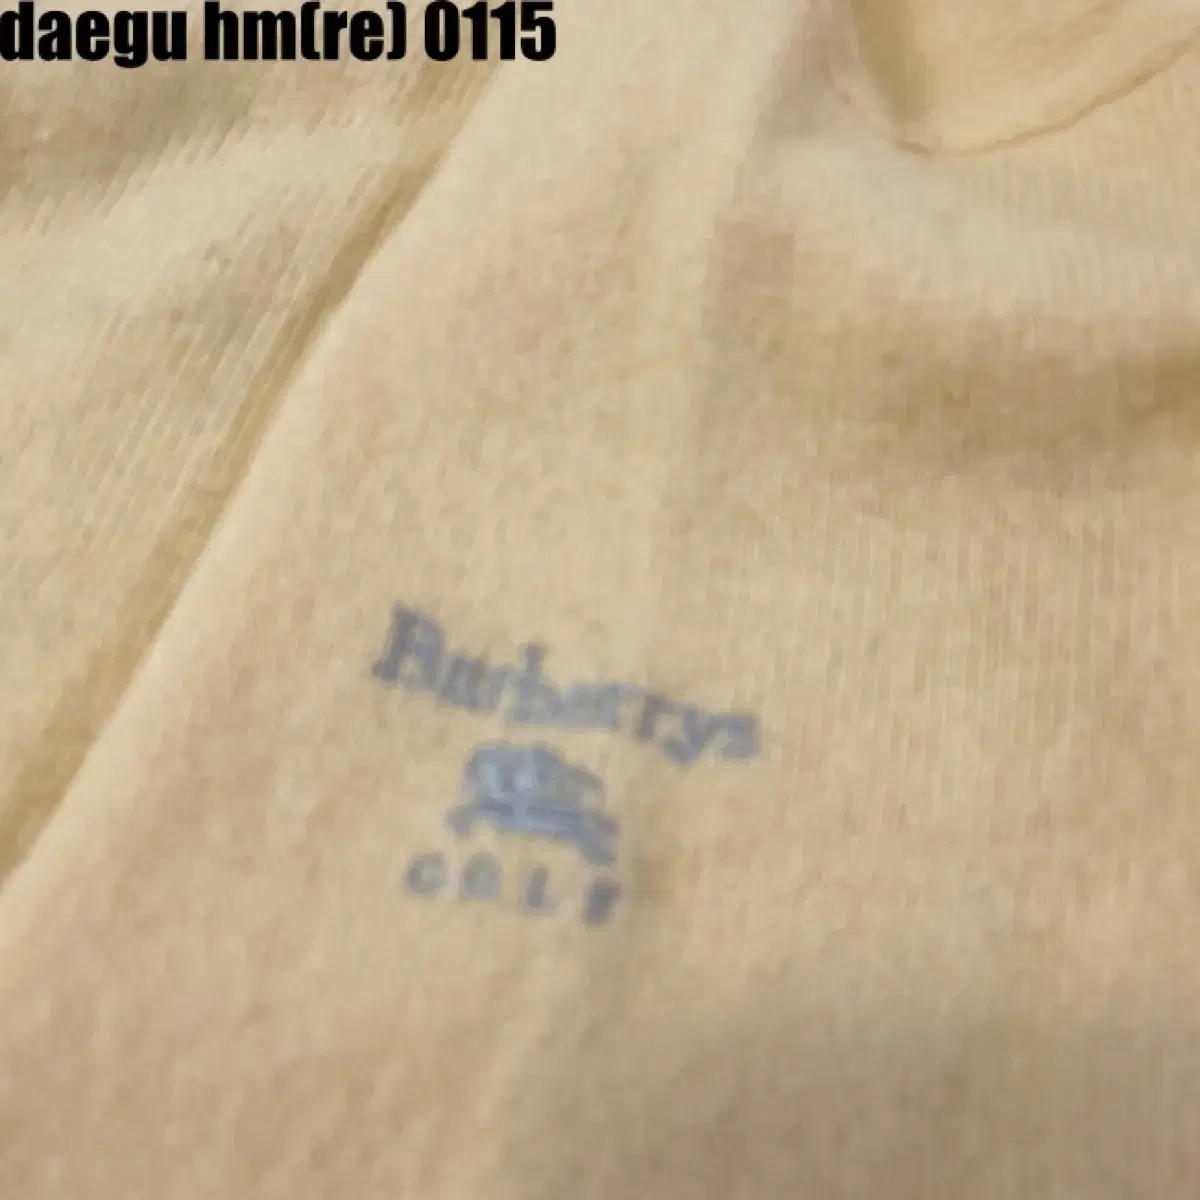 daegu hm(re) 0115
Burberrys
GOLF